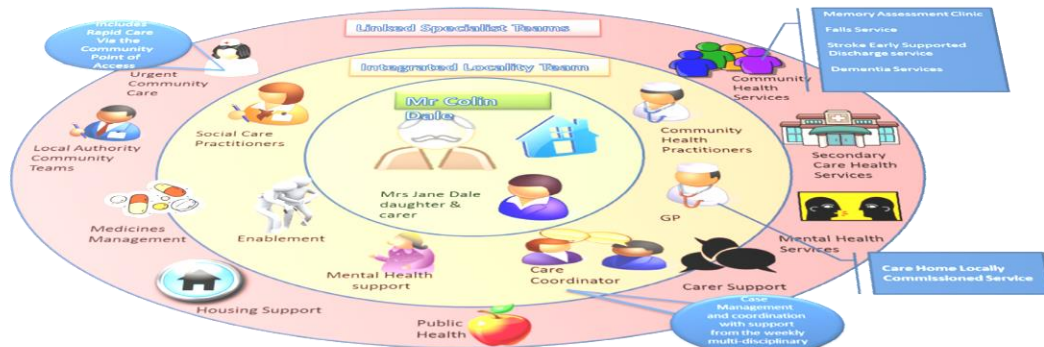 Includes
Rapid Care
Via the
Community
Point of
Access
Urgent
Community
Care
Linked Specialist Teams
Integrated Locality Team
Mr Colin
Dale
Mrs Jane Dale
daughter &
carer
Social Care
Practitioners
Community
Health
Practitioners
GP
Enablement
Mental Health
support
Care
Coordinator
Local Authority
Community
Teams
Medicines
Management
Housing Support
Public
Health
Carer Support
Mental Health
Services
Secondary
Care Health
Services
Community
Health
Services
Memory Assessment Clinic
Falls Service
Stroke Early Supported
Discharge service
Dementia Services
Care Home Locally
Commissioned Service
Case
Management
and coordination
with support
from the weekly
multi-disciplinary